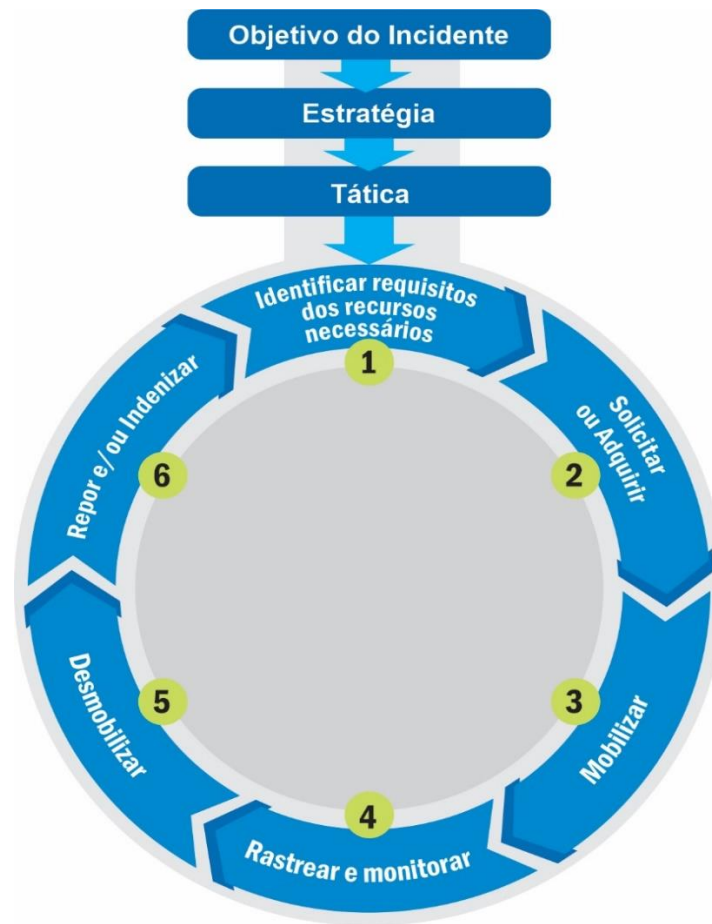 Objetivo do Incidente
Estratégia
Tática
Identificar requisitos
dos recursos
necessários
1
Solicitar
ou Adquirir
2
Mobilizar
3
Rastrear e monitorar
4
Desmobilizar
5
Repor e/ou Indenizar
6